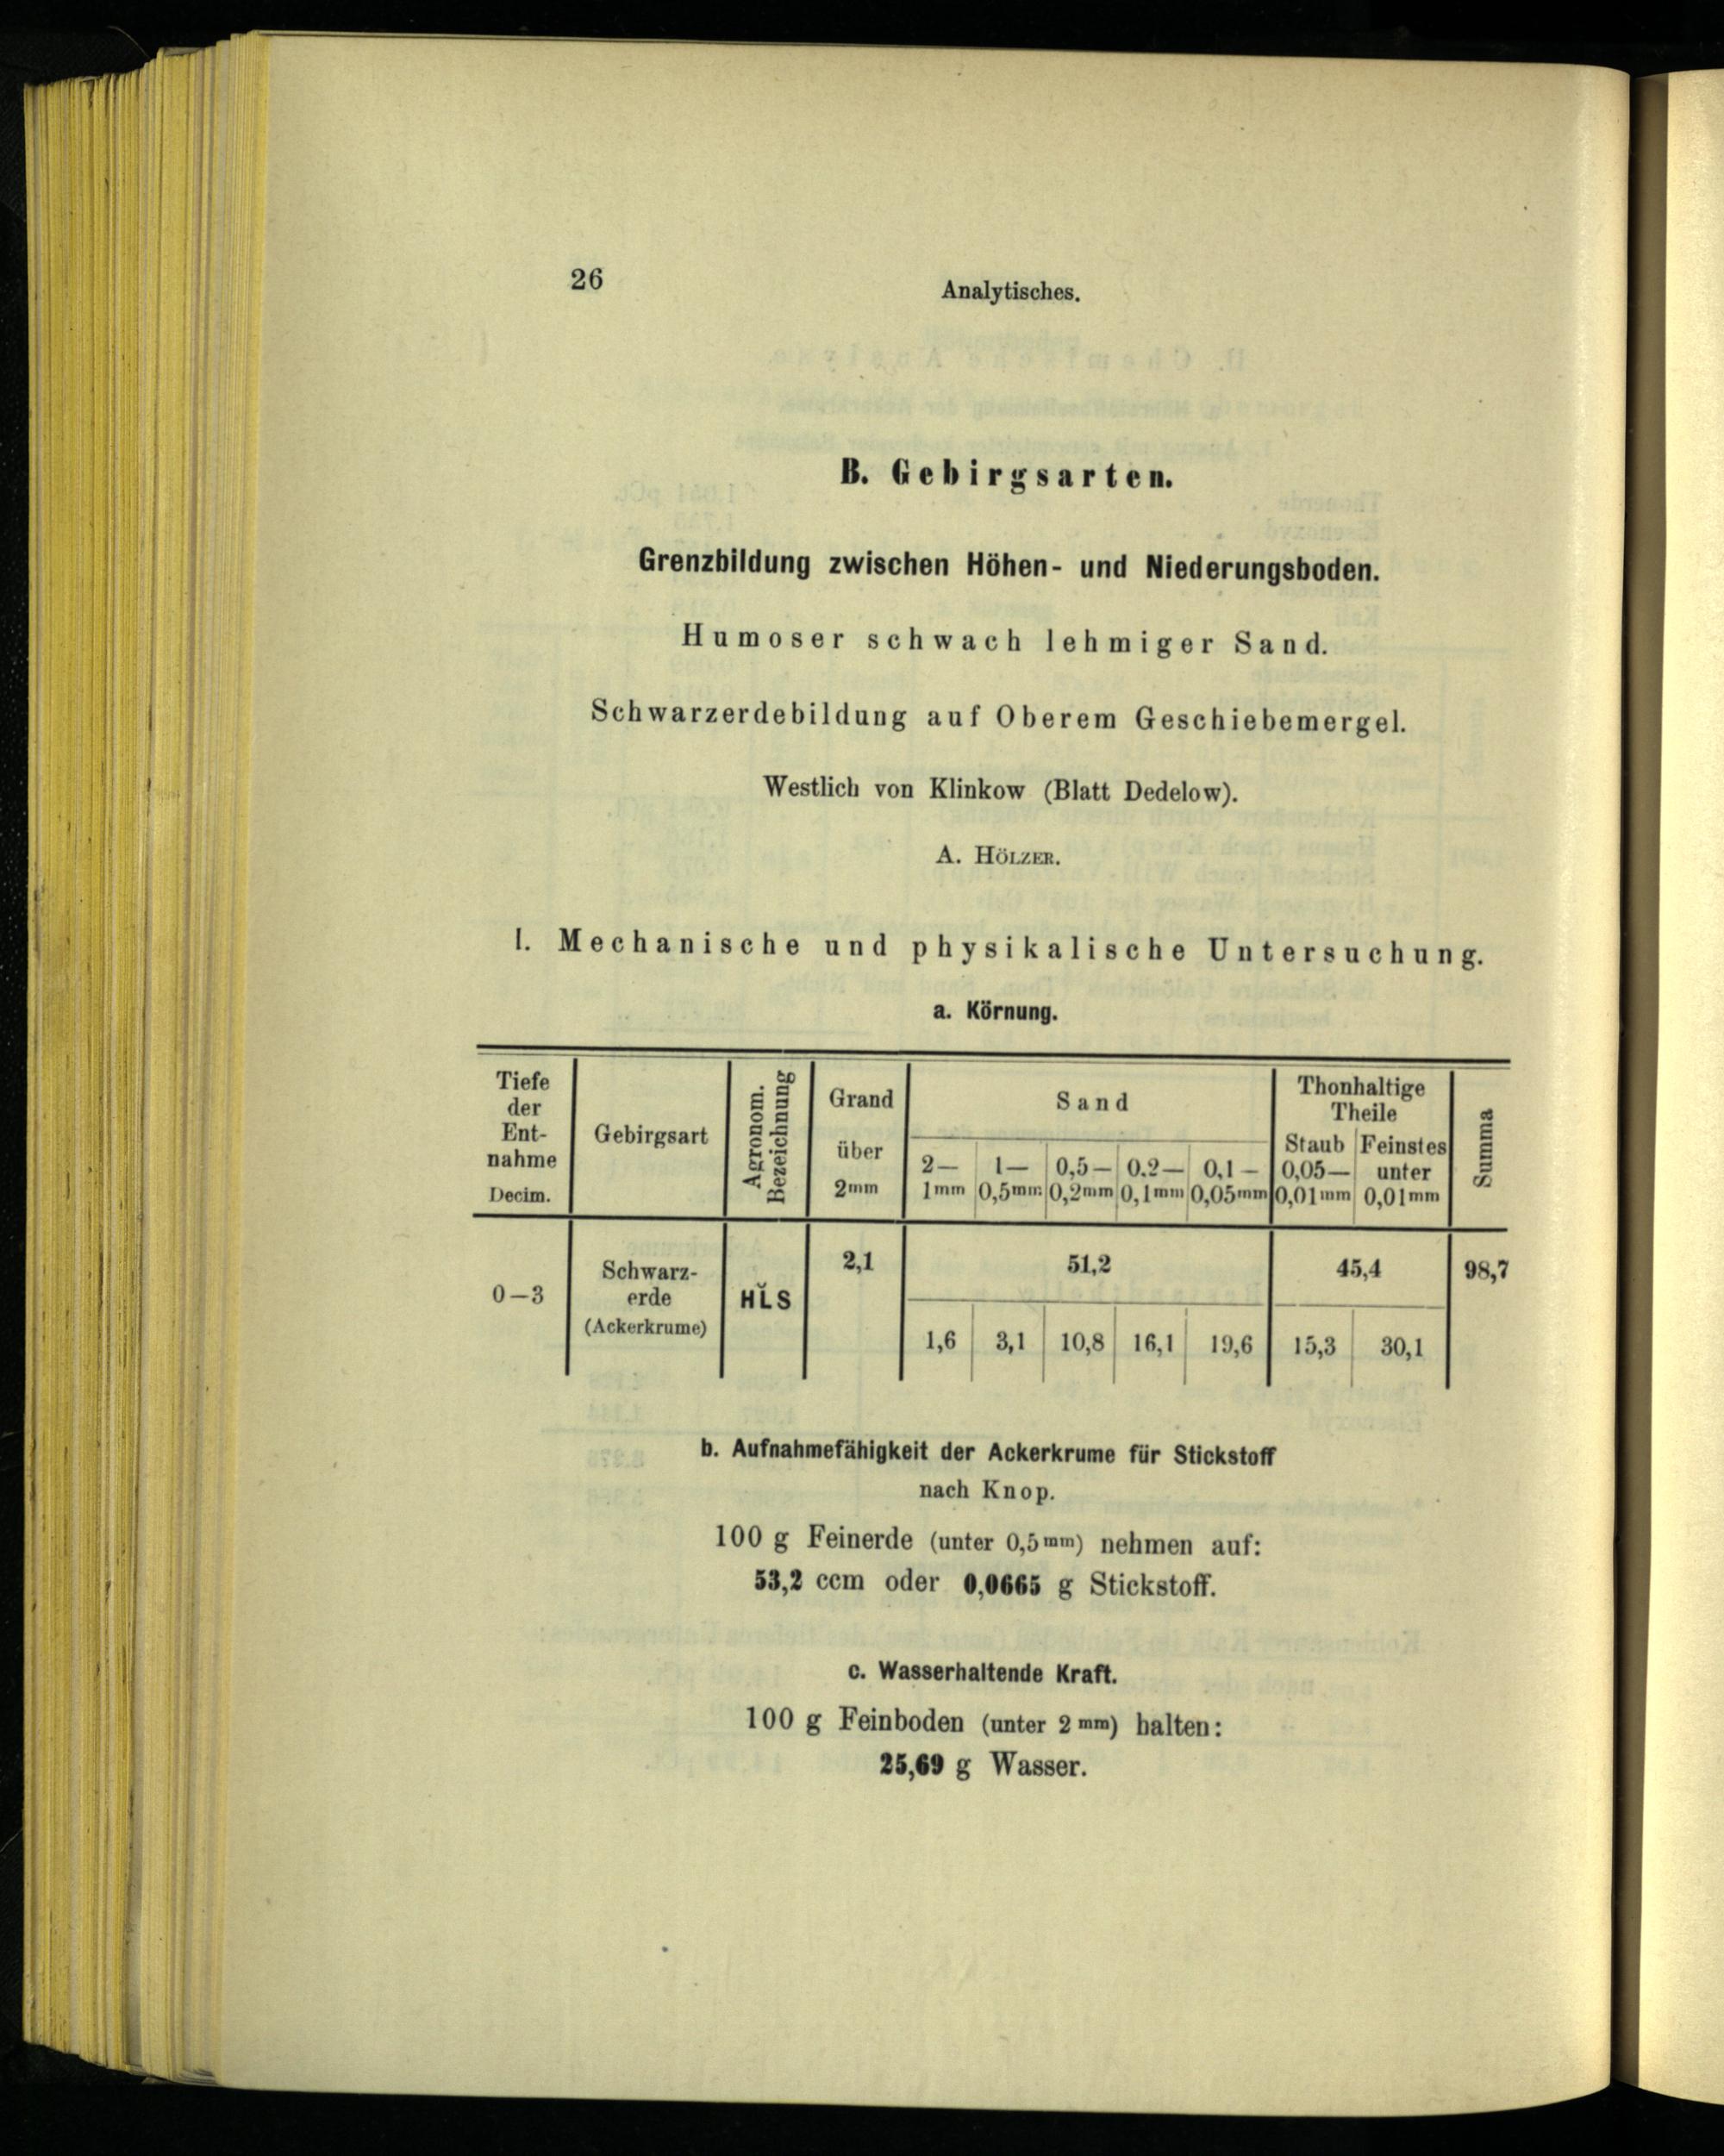 26
Analytisches.
B. Gebirgsarten.
Grenzbildung zwischen Höhen- und Niederungsboden.
Humoser schwach lehmiger Sand.
Schwarzerdebildung auf Oberem Geschiebemergel.
Westlich von Klinkow (Blatt Dedelow).
A. HÖLZER.
I. Mechanische und physikalische Untersuchung.
a. Körnung.
Tiefe der Ent- nahme Decim.
Gebirgsart
Agronom. Bezeichnung
Grand über 2mm
Sand
2— 1mm
1— 0,5mm
0,5— 0,2mm
0.2— 0,1mm
0,1— 0,05mm
Thonhaltige Theile
Staub 0,05— 0,01mm
Feinstes unter 0,01mm
Summa
0—3
Schwarz- erde (Ackerkrume)
HL̆S
2,1
51,2
45,4
98,7
1,6 3,1 10,8 16,1 19,6 15,3 30,1
b. Aufnahmefähigkeit der Ackerkrume für Stickstoff
nach Knop.
100 g Feinerde (unter 0,5mm) nehmen auf:
53,2 ccm oder 0,0665 g Stickstoff.
c. Wasserhaltende Kraft.
100 g Feinboden (unter 2mm) halten:
25,69 g Wasser.